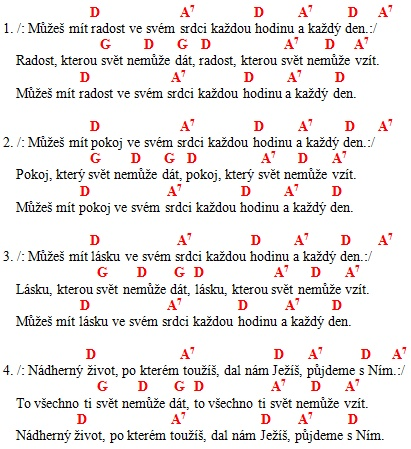 D A7 D A7 D A7
1. /: Můžeš mít radost ve svém srdci každou hodinu a každý den.:/
G D G D A7 D A7
Radost, kterou svět nemůže dát, radost, kterou svět nemůže vzít.
D A7 D A7 D
Můžeš mít radost ve svém srdci každou hodinu a každý den.
D A7 D A7 D A7
2. /: Můžeš mít pokoj ve svém srdci každou hodinu a každý den.:/
G D G D A7 D A7
Pokoj, který svět nemůže dát, pokoj, který svět nemůže vzít.
D A7 D A7 D
Můžeš mít pokoj ve svém srdci každou hodinu a každý den.
D A7 D A7 D A7
3. /: Můžeš mít lásku ve svém srdci každou hodinu a každý den.:/
G D G D A7 D A7
Lásku, kterou svět nemůže dát, lásku, kterou svět nemůže vzít.
D A7 D A7 D
Můžeš mít lásku ve svém srdci každou hodinu a každý den.
D A7 D A7 D A7
4. /: Nádherný život, po kterém toužíš, dal nám Ježíš, půjdeme s Ním.:/
G D G D A7 D A7
To všechno ti svět nemůže dát, to všechno ti svět nemůže vzít.
D A7 D A7 D
Nádherný život, po kterém toužíš, dal nám Ježíš, půjdeme s Ním.